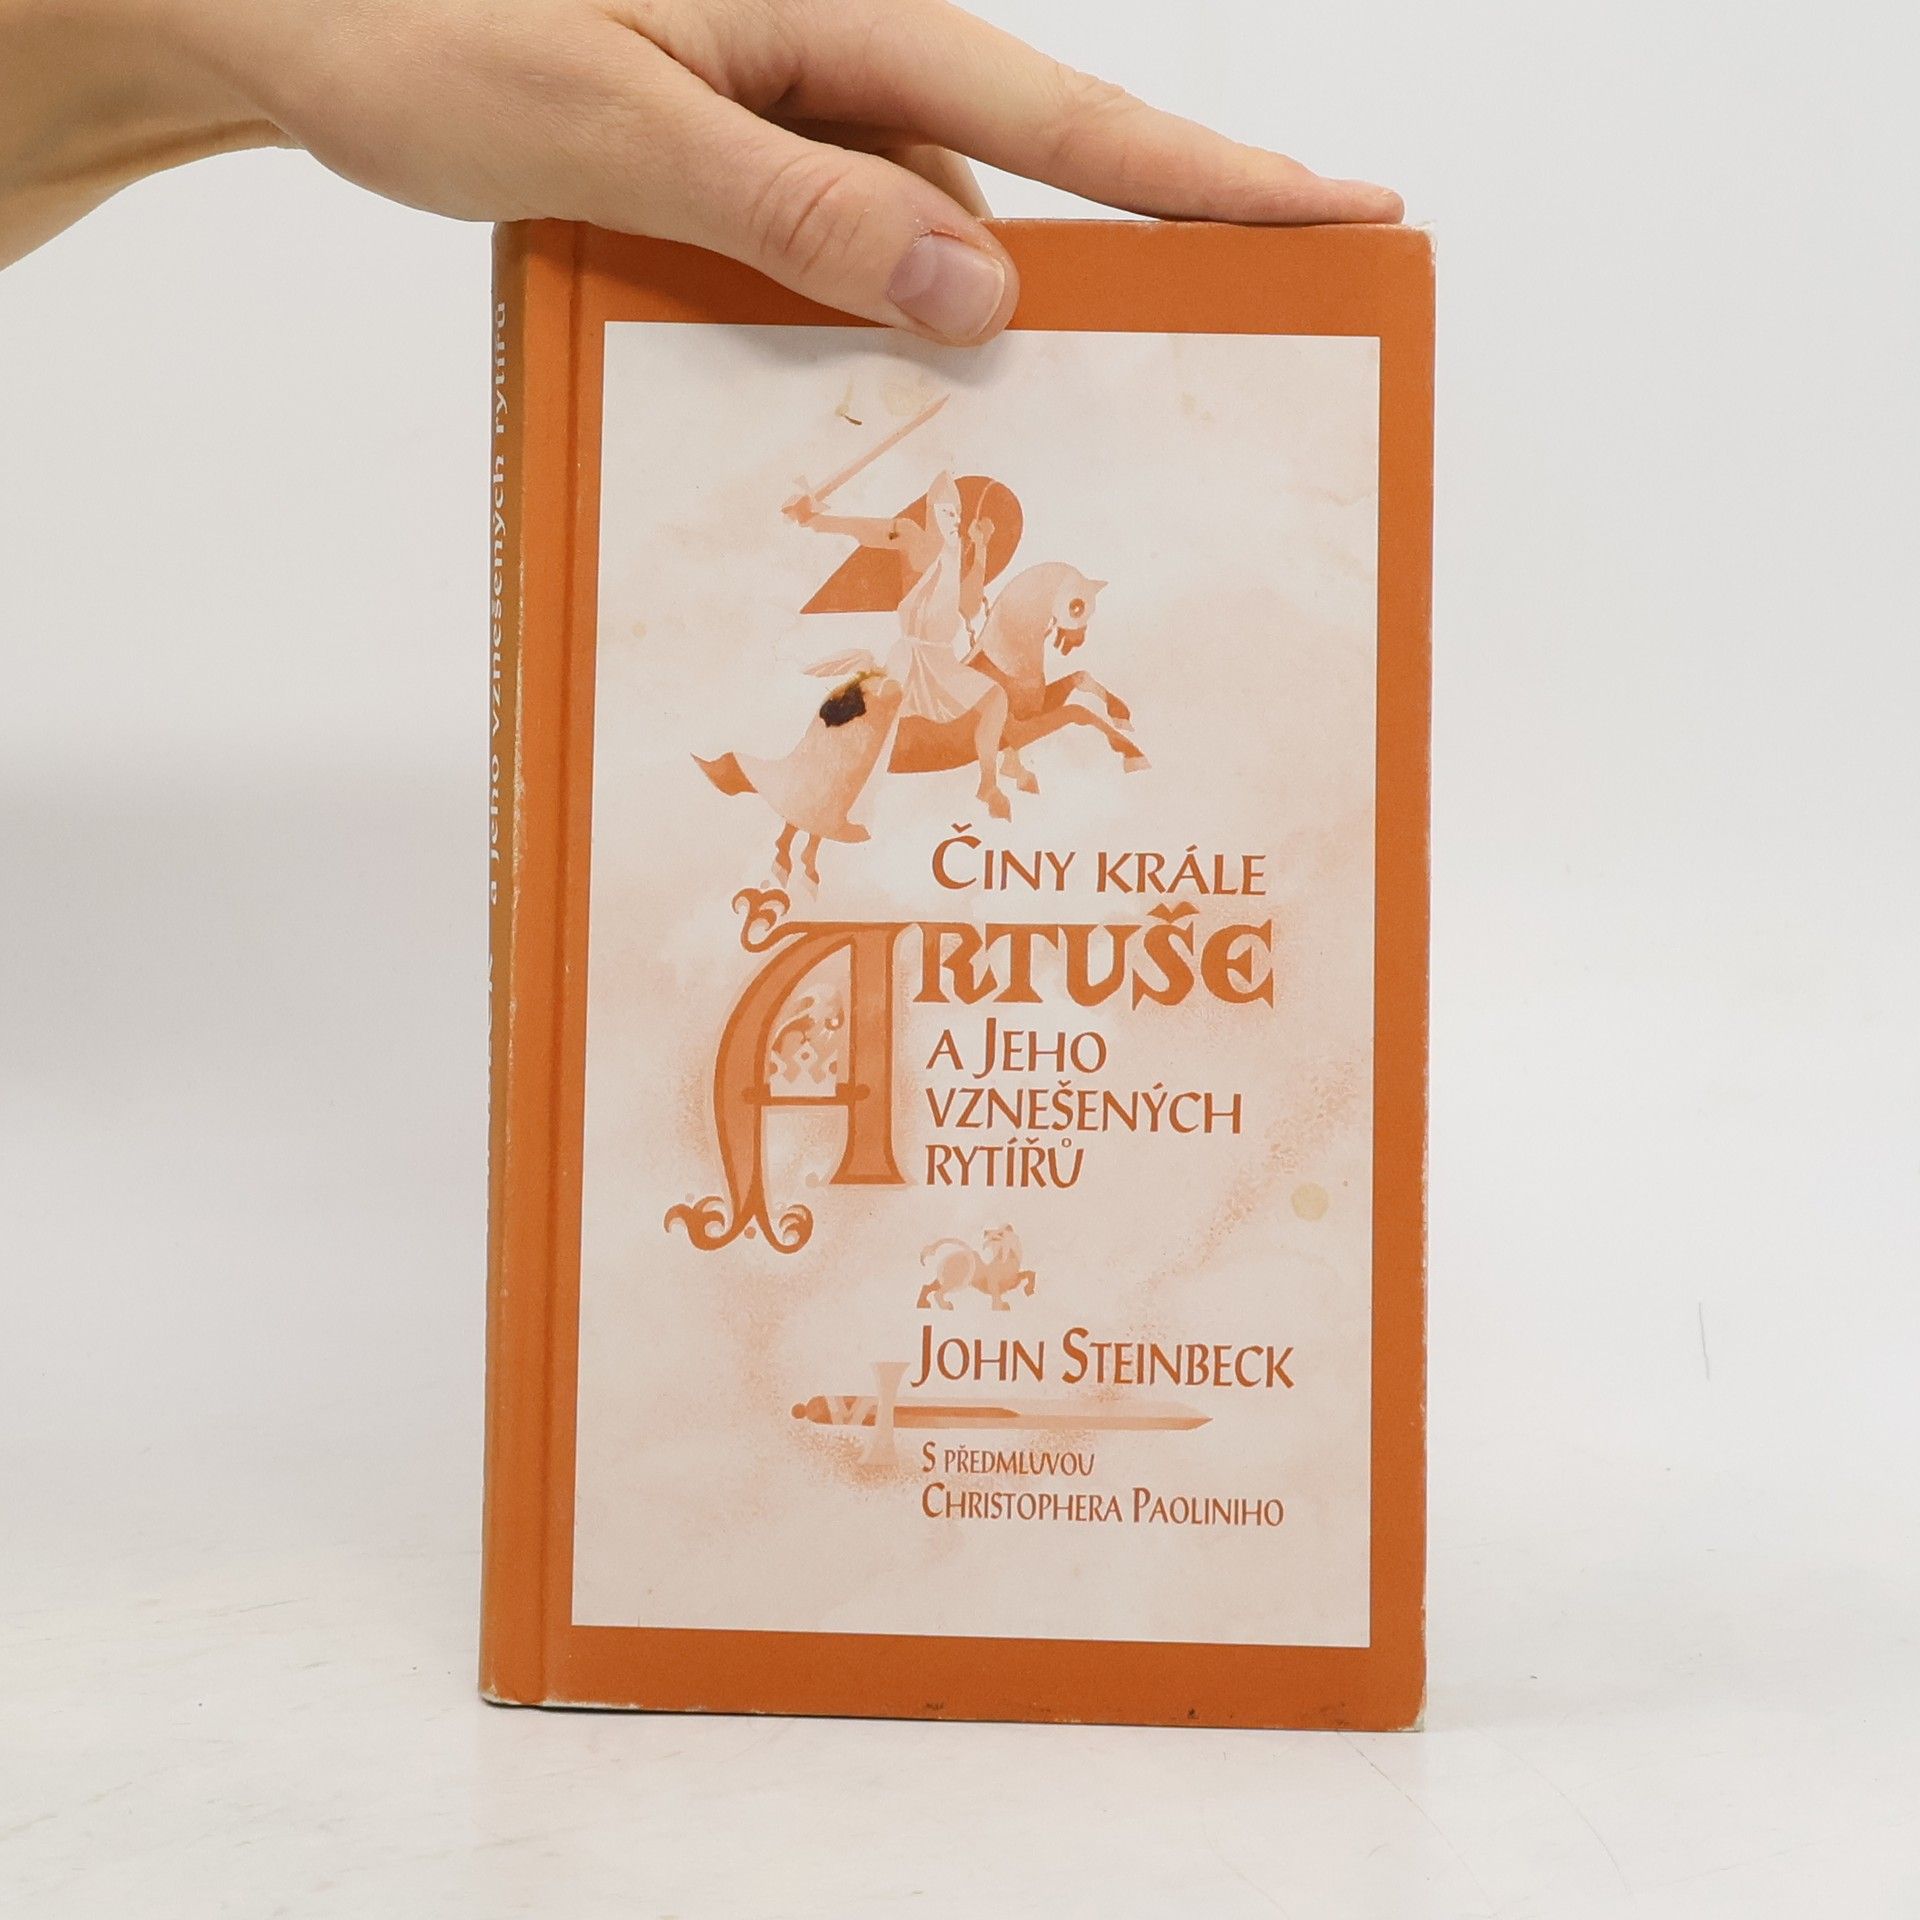 a jeho vznešených rytířů
Činy krále
Artuše
a Jeho
vznešených
rytířů
John Steinbeck
S předmluvou
Christophera Paoliniho